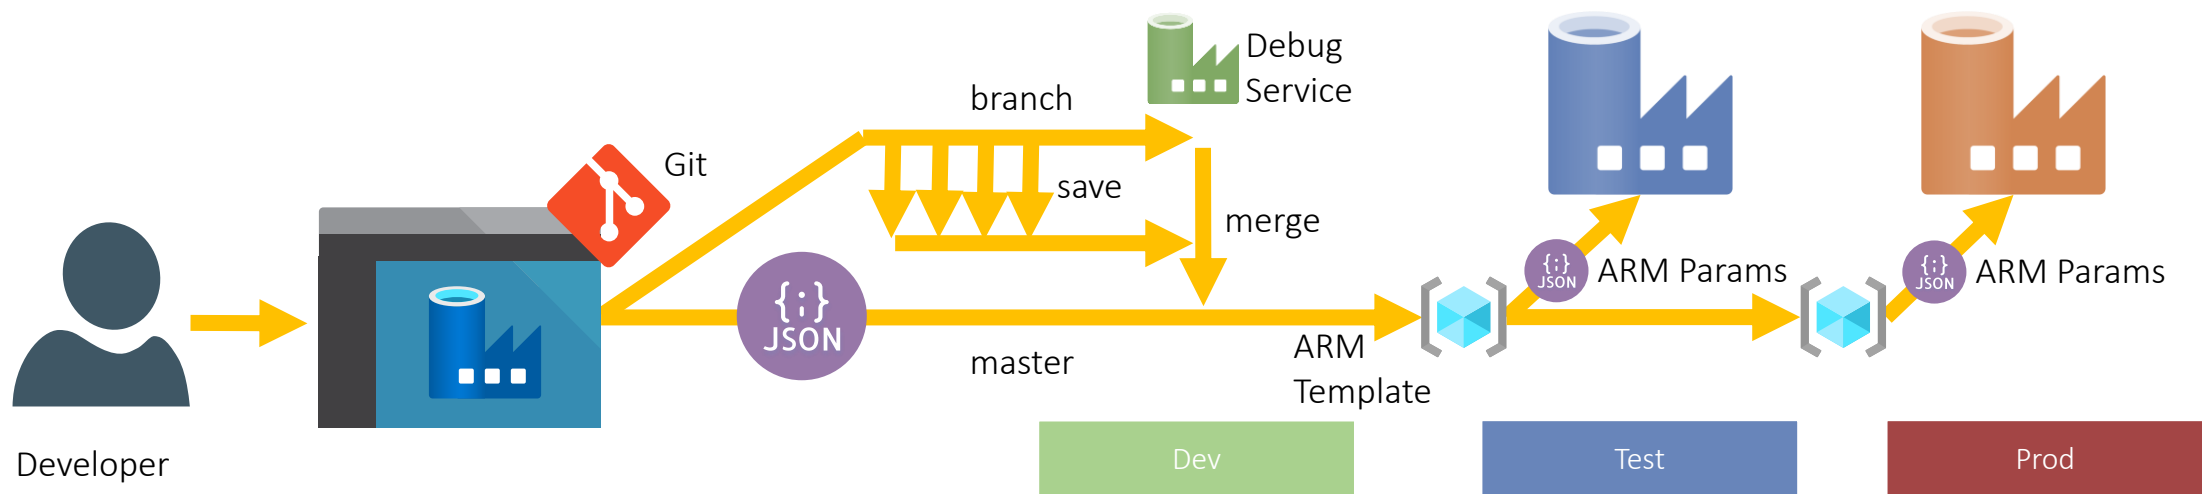 Debug
Service
branch
Git
save
merge
{;}
JSON
ARM Params
{;}
JSON
ARM Params
{;}
JSON
master
ARM
Template
Developer
Dev
Test
Prod